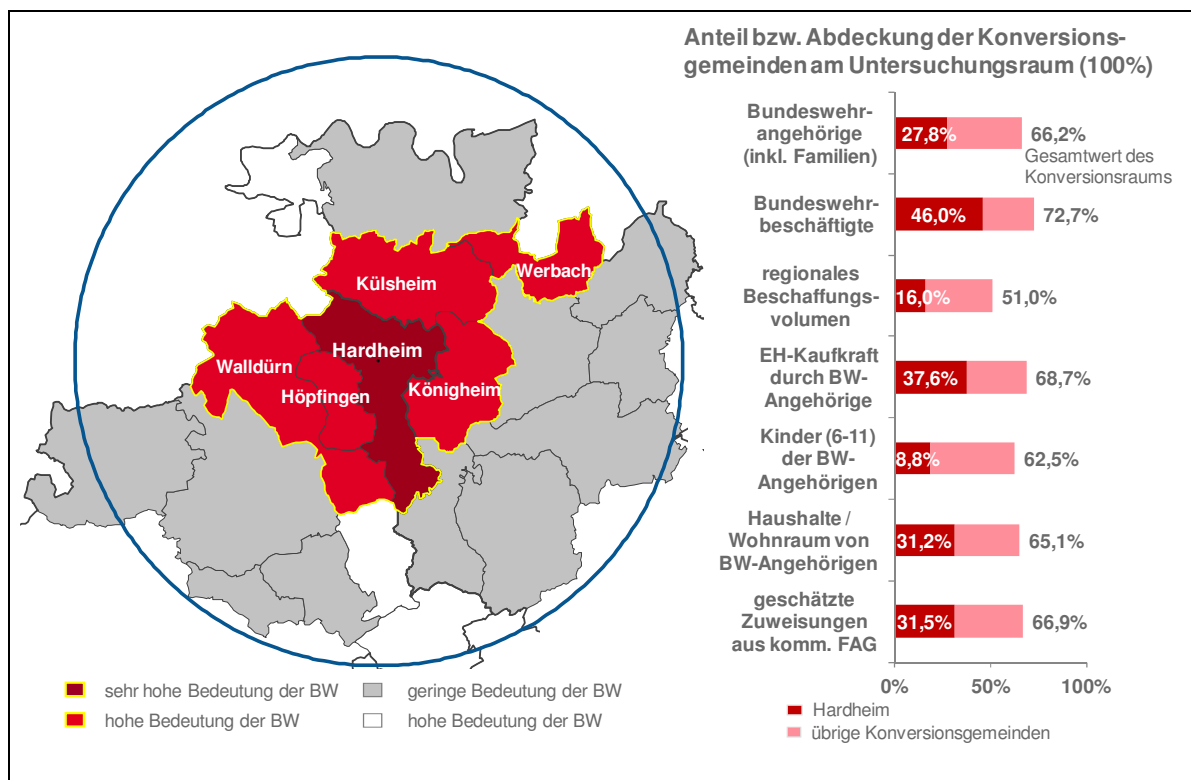 Anteil bzw. Abdeckung der Konversions-
gemeinden am Untersuchungsraum (100%)
Werbach
Külsheim
Hardheim
Walldürn
Höpfingen
Königheim
sehr hohe Bedeutung der BW
hohe Bedeutung der BW
geringe Bedeutung der BW
hohe Bedeutung der BW
Bundeswehr-
angehörige
(inkl. Familien)
27,8%
66,2%
Gesamtwert des
Konversionsraums
Bundeswehr-
beschäftigte
46,0%
72,7%
regionales
Beschaffungs-
volumen
16,0%
51,0%
EH-Kaufkraft
durch BW-
Angehörige
37,6%
68,7%
Kinder (6-11)
der BW-
Angehörigen
8,8%
62,5%
Haushalte /
Wohnraum von
BW-Angehörigen
31,2%
65,1%
geschätzte
Zuweisungen
aus komm. FAG
31,5%
66,9%
0%
50%
100%
Hardheim
übrige Konversionsgemeinden